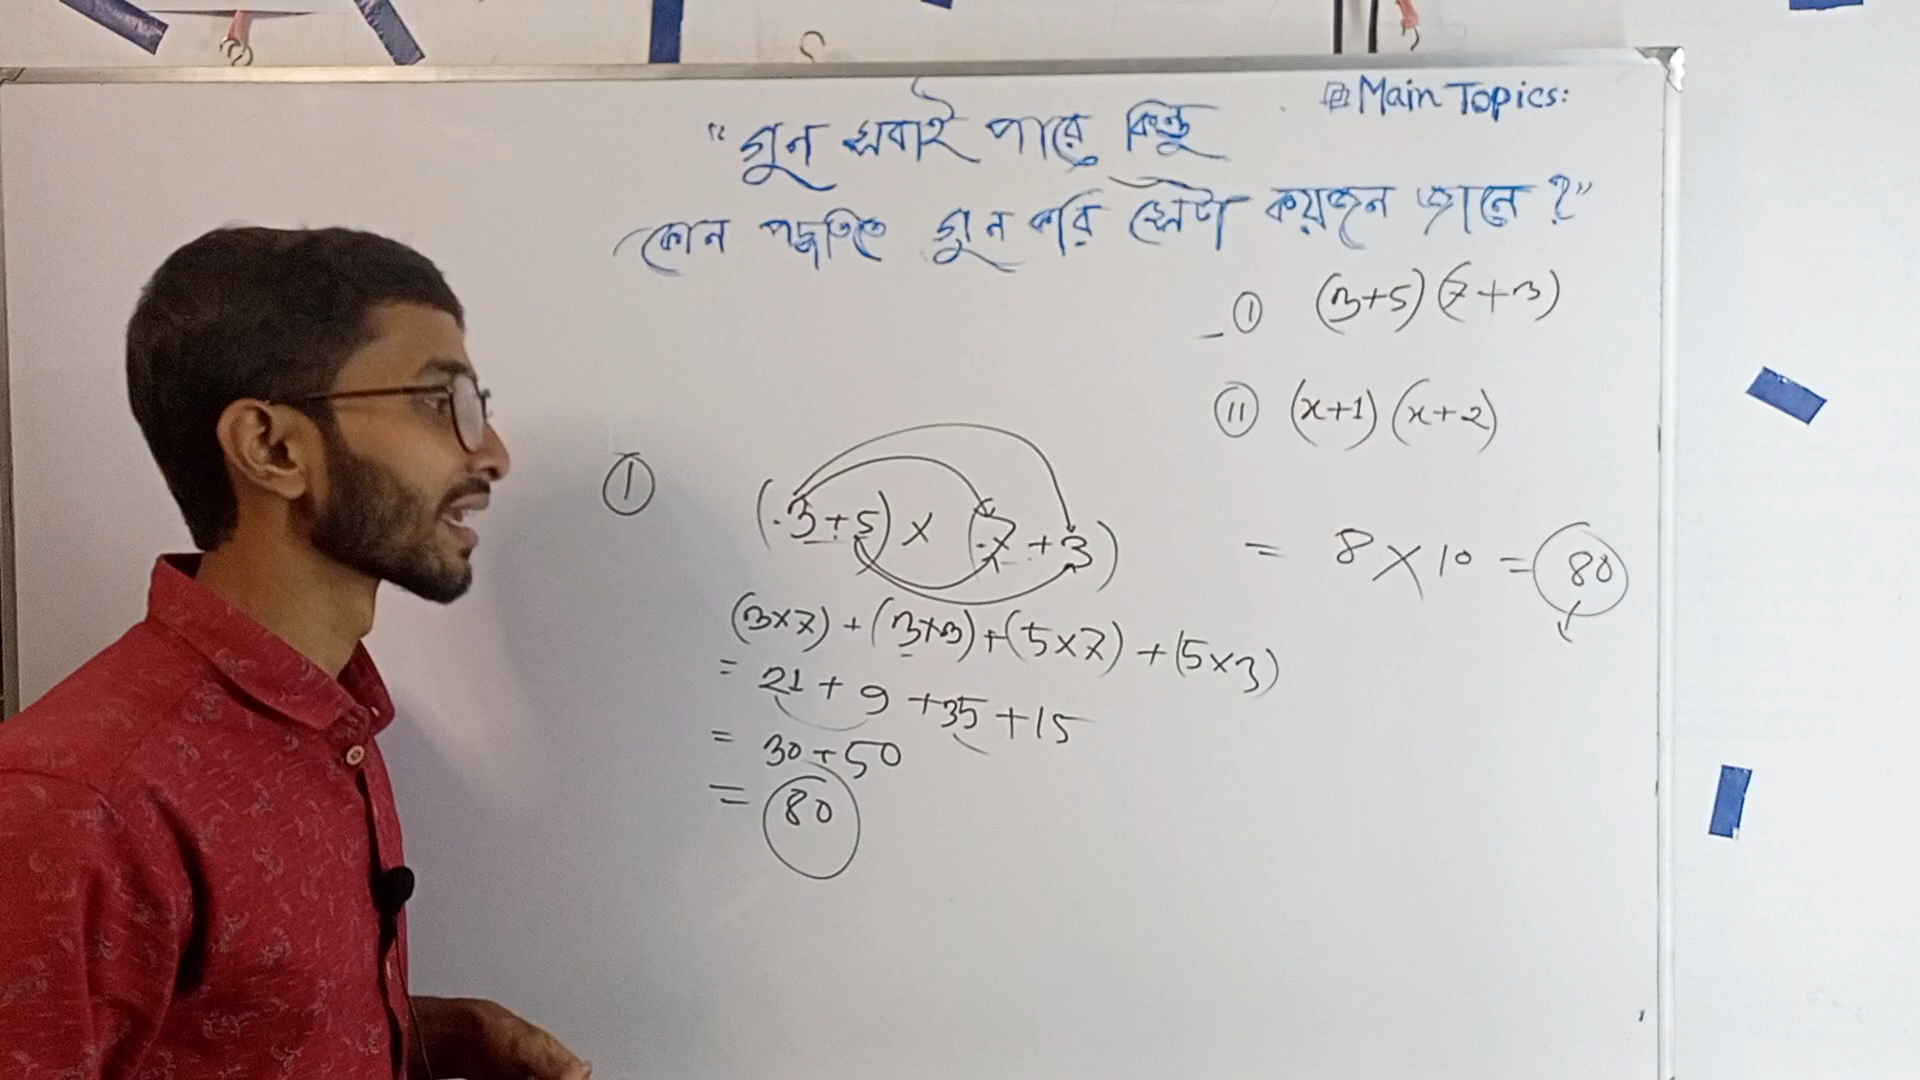 Main Topics:
"গুন সবাই পারে কিন্তু
কোন পদ্ধতিতে গুন করি সেটা কয়জন জানে ?"
(i) (3+5) (7+3)
(ii) (x+1) (x+2)
(1) (3+5) × (7+3) = 8 × 10 = 80
(3×7) + (3×3) + (5×7) + (5×3)
= 21 + 9 + 35 + 15
= 30 + 50
= 80